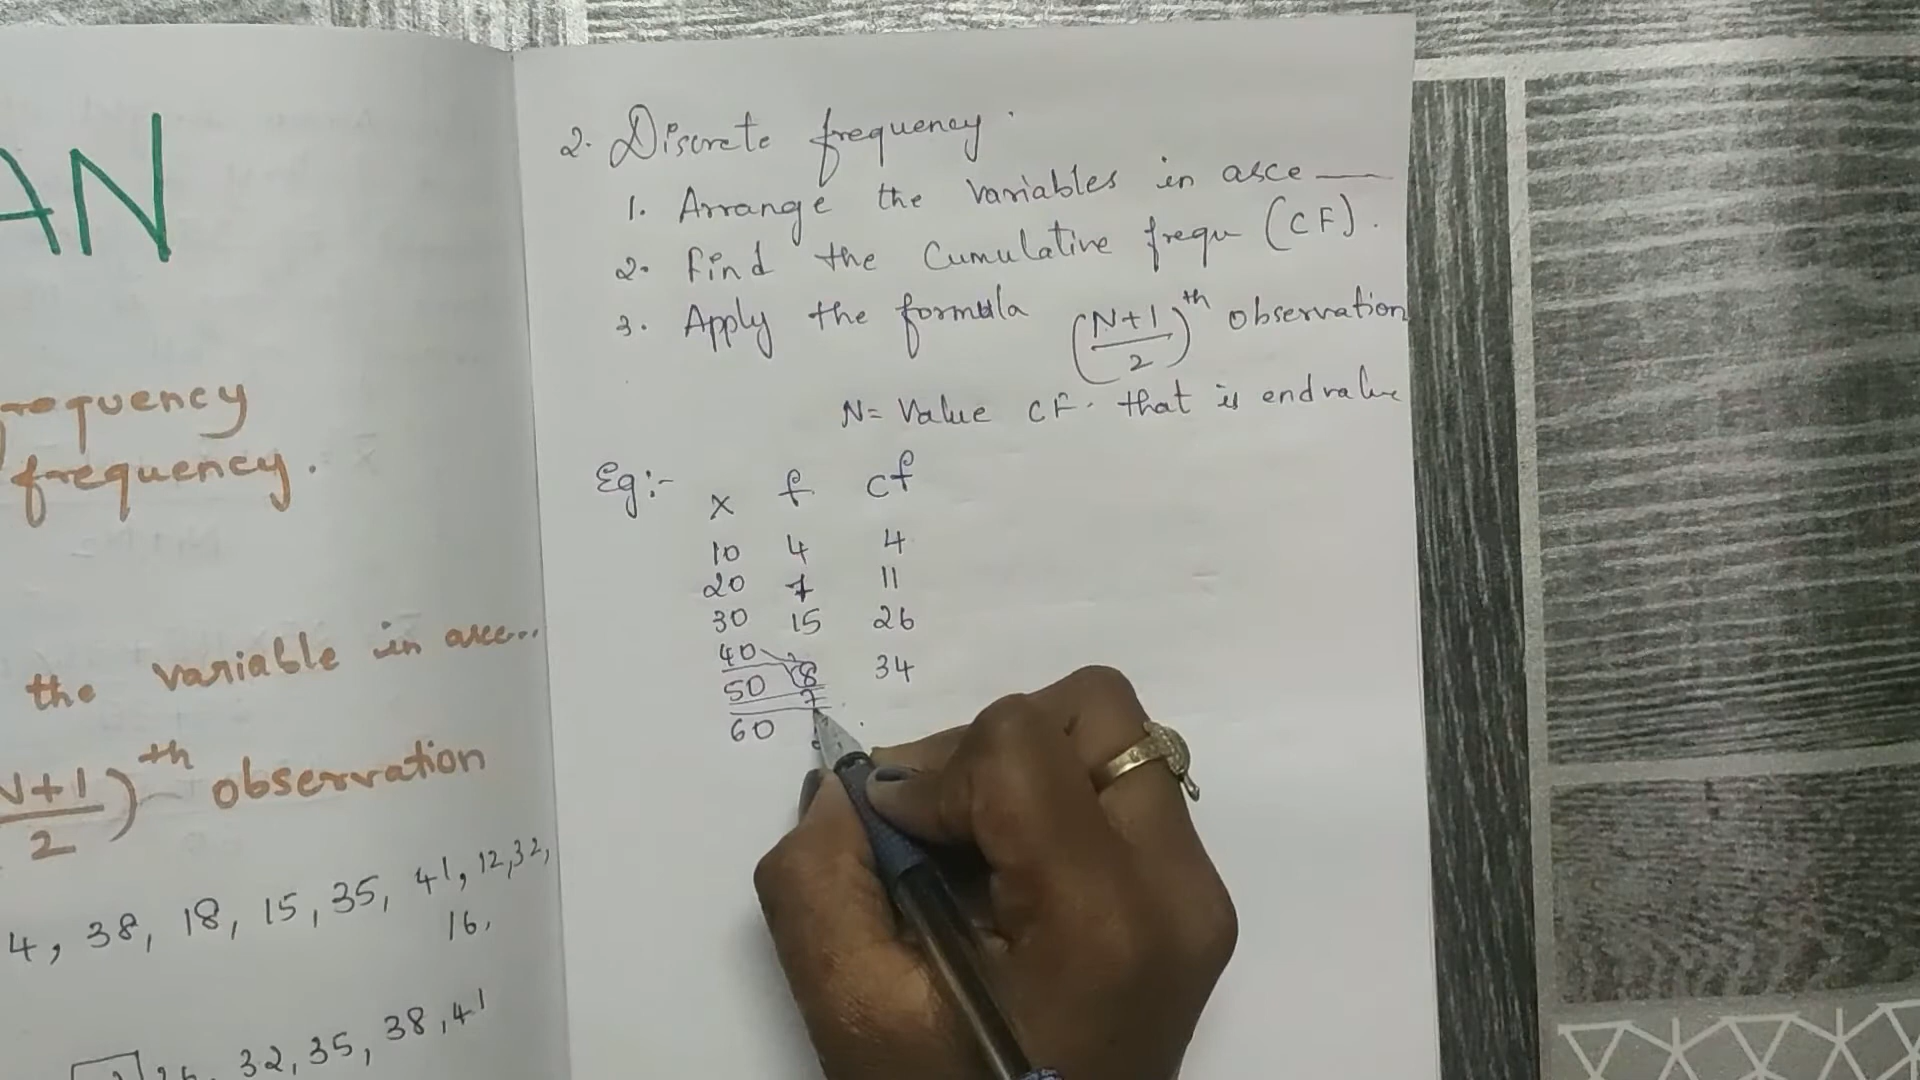 AN
frequency
frequency.
the variable in asce...
N+1
2
th observation
4, 38, 18, 15, 35, 41, 12, 32,
16,
32, 35, 38, 41
2. Discrete frequency.
1. Arrange the variables in asce
2. Find the Cumulative frequ (CF).
3. Apply the formula (N+1/2)th observation
N = Value CF. that is end value
Eg:-
x f cf
10 4 4
20 7 11
30 15 26
40 8 34
50 7
60